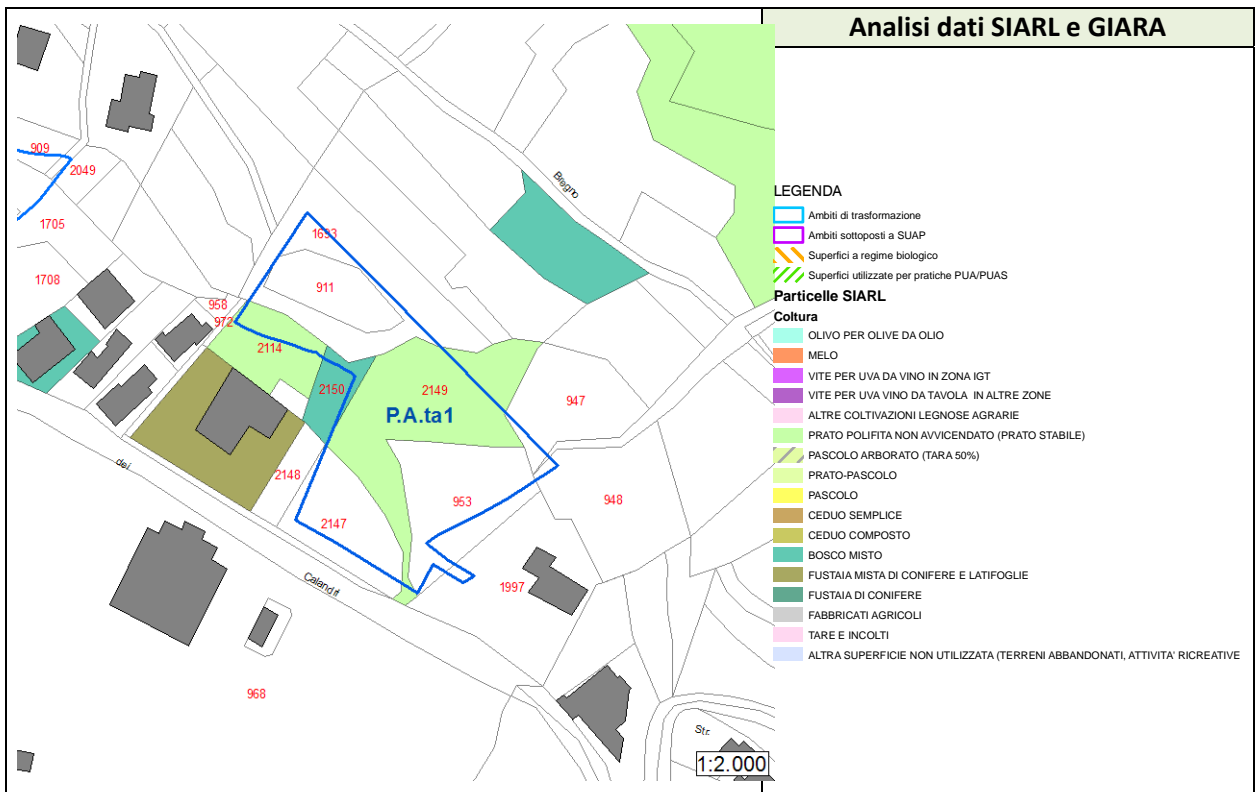 Analisi dati SIARL e GIARA
909
2049
1705
1708
958
972
1693
911
Bregno
2114
2150
2149
P.A.ta1
947
948
953
2148
2147
dei
Calandri
1997
968
Str.
1:2.000
LEGENDA
Ambiti di trasformazione
Ambiti sottoposti a SUAP
Superfici a regime biologico
Superfici utilizzate per pratiche PUA/PUAS
Particelle SIARL
Coltura
OLIVO PER OLIVE DA OLIO
MELO
VITE PER UVA DA VINO IN ZONA IGT
VITE PER UVA VINO DA TAVOLA IN ALTRE ZONE
ALTRE COLTIVAZIONI LEGNOSE AGRARIE
PRATO POLIFITA NON AVVICENDATO (PRATO STABILE)
PASCOLO ARBORATO (TARA 50%)
PRATO-PASCOLO
PASCOLO
CEDUO SEMPLICE
CEDUO COMPOSTO
BOSCO MISTO
FUSTAIA MISTA DI CONIFERE E LATIFOGLIE
FUSTAIA DI CONIFERE
FABBRICATI AGRICOLI
TARE E INCOLTI
ALTRA SUPERFICIE NON UTILIZZATA (TERRENI ABBANDONATI, ATTIVITA' RICREATIVE